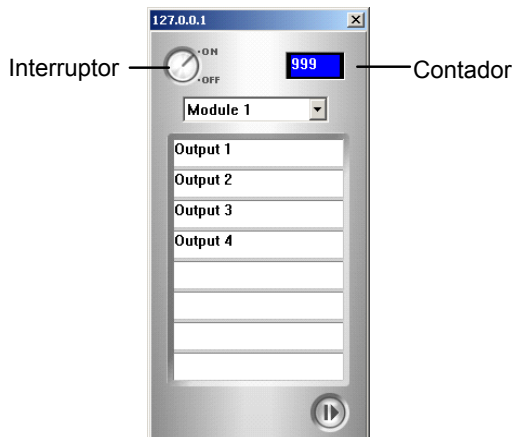 127.0.0.1
ON
Interruptor
999
Contador
OFF
Module 1
Output 1
Output 2
Output 3
Output 4